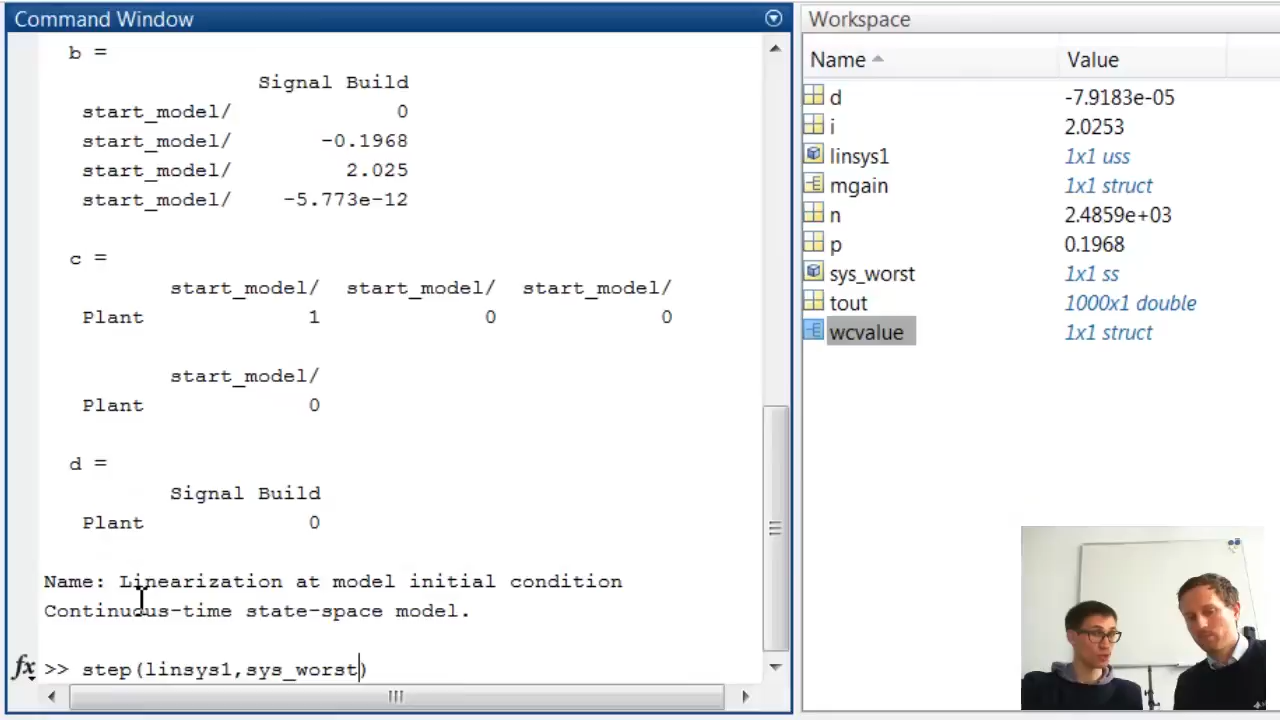 Command Window
b =
Signal Build
start_model/ 0
start_model/ -0.1968
start_model/ 2.025
start_model/ -5.773e-12
c =
start_model/ start_model/ start_model/
Plant 1 0 0
start_model/
Plant 0
d =
Signal Build
Plant 0
Name: Linearization at model initial condition
Continuous-time state-space model.
fx >> step(linsys1,sys_worst)
Workspace
Name Value
d -7.9183e-05
i 2.0253
linsys1 1x1 uss
mgain 1x1 struct
n 2.4859e+03
p 0.1968
sys_worst 1x1 ss
tout 1000x1 double
wcvalue 1x1 struct